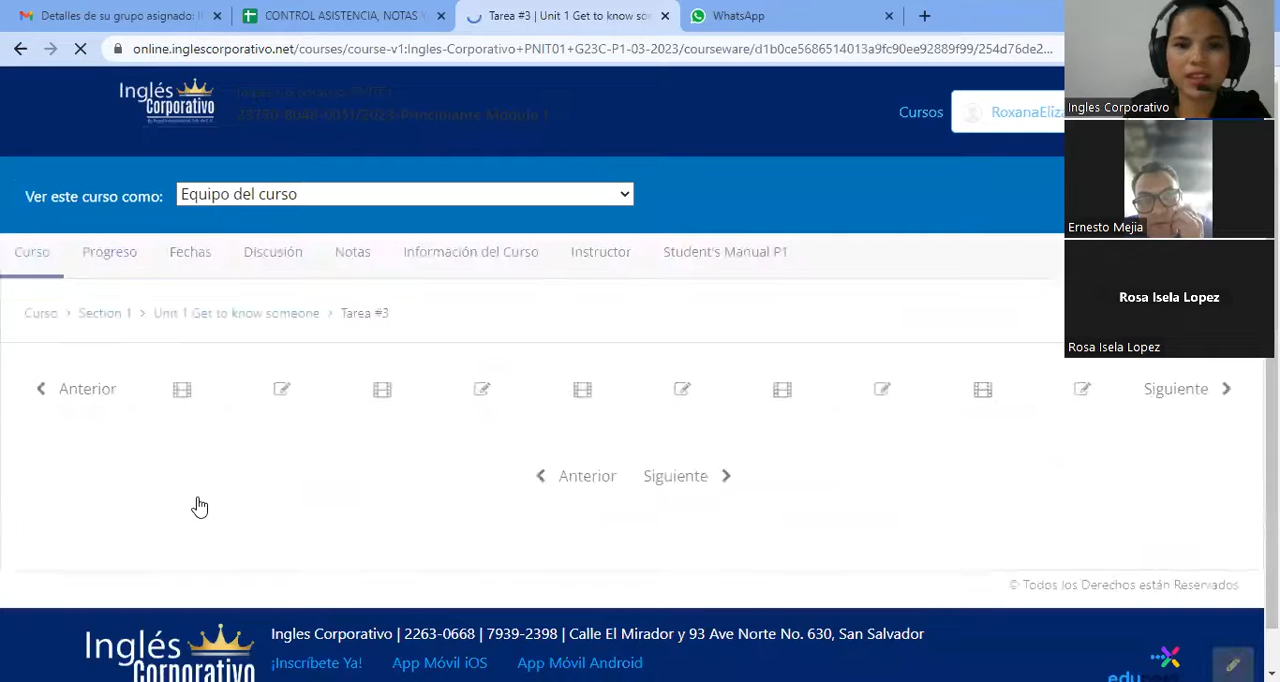 Detalles de su grupo asignado: I
CONTROL ASISTENCIA, NOTAS Y
Tarea #3 | Unit 1 Get to know so
WhatsApp
online.inglescorporativo.net/courses/course-v1:Ingles-Corporativo+PNIT01+G23C-P1-03-2023/courseware/d1b0ce5686514013a9fc90ee92889f99/254d76de2...
Inglés Corporativo
Principiante Módulo 1
Cursos
RoxanaEliza
Ver este curso como:
Equipo del curso
Curso
Progreso
Fechas
Discusión
Notas
Información del Curso
Instructor
Student's Manual P1
Curso > Section 1 > Unit 1 Get to know someone > Tarea #3
Anterior
Siguiente
Anterior
Siguiente
© Todos los Derechos están Reservados
Inglés Corporativo
Ingles Corporativo | 2263-0668 | 7939-2398 | Calle El Mirador y 93 Ave Norte No. 630, San Salvador
¡Inscríbete Ya!
App Móvil iOS
App Móvil Android
Ingles Corporativo
Ernesto Mejia
Rosa Isela Lopez
Rosa Isela Lopez